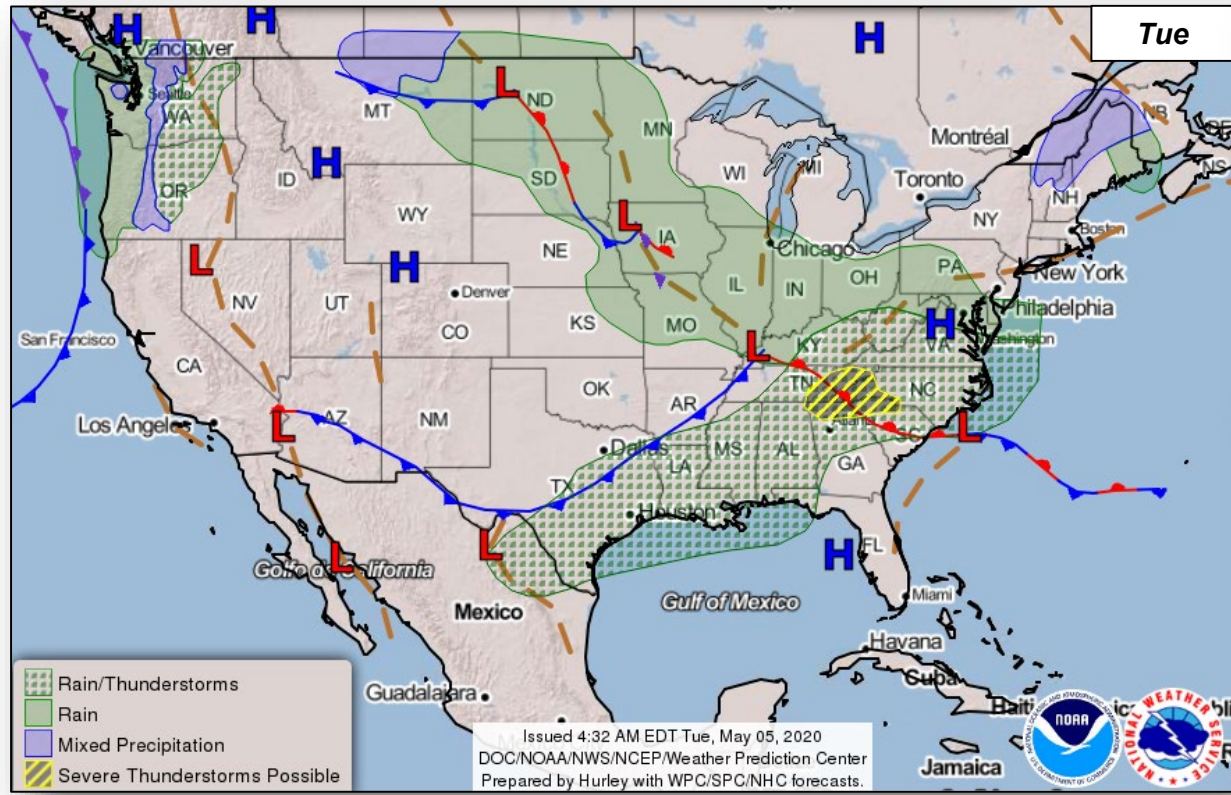 Tue
H
H
H
Vancouver
Seattle
WA
MT
ND
MN
L
Montréal
NB
OR
ID
H
SD
WI
MI
Toronto
NH
NS
WY
L
IA
NY
Boston
L
NV
UT
H
Denver
CO
NE
Chicago
IL
IN
OH
PA
New York
Philadelphia
San Francisco
CA
KS
MO
L
KY
H
VA
Washington
Los Angeles
L
AZ
NM
OK
AR
TN
NC
Atlanta
SC
L
Dallas
TX
LA
MS
AL
GA
Houston
L
L
Golfo de California
Mexico
Gulf of Mexico
H
FL
Miami
Havana
Cuba
Guadalajara
Jamaica
Rain/Thunderstorms
Rain
Mixed Precipitation
Severe Thunderstorms Possible
Issued 4:32 AM EDT Tue, May 05, 2020
DOC/NOAA/NWS/NCEP/Weather Prediction Center
Prepared by Hurley with WPC/SPC/NHC forecasts.
NOAA
NATIONAL WEATHER SERVICE